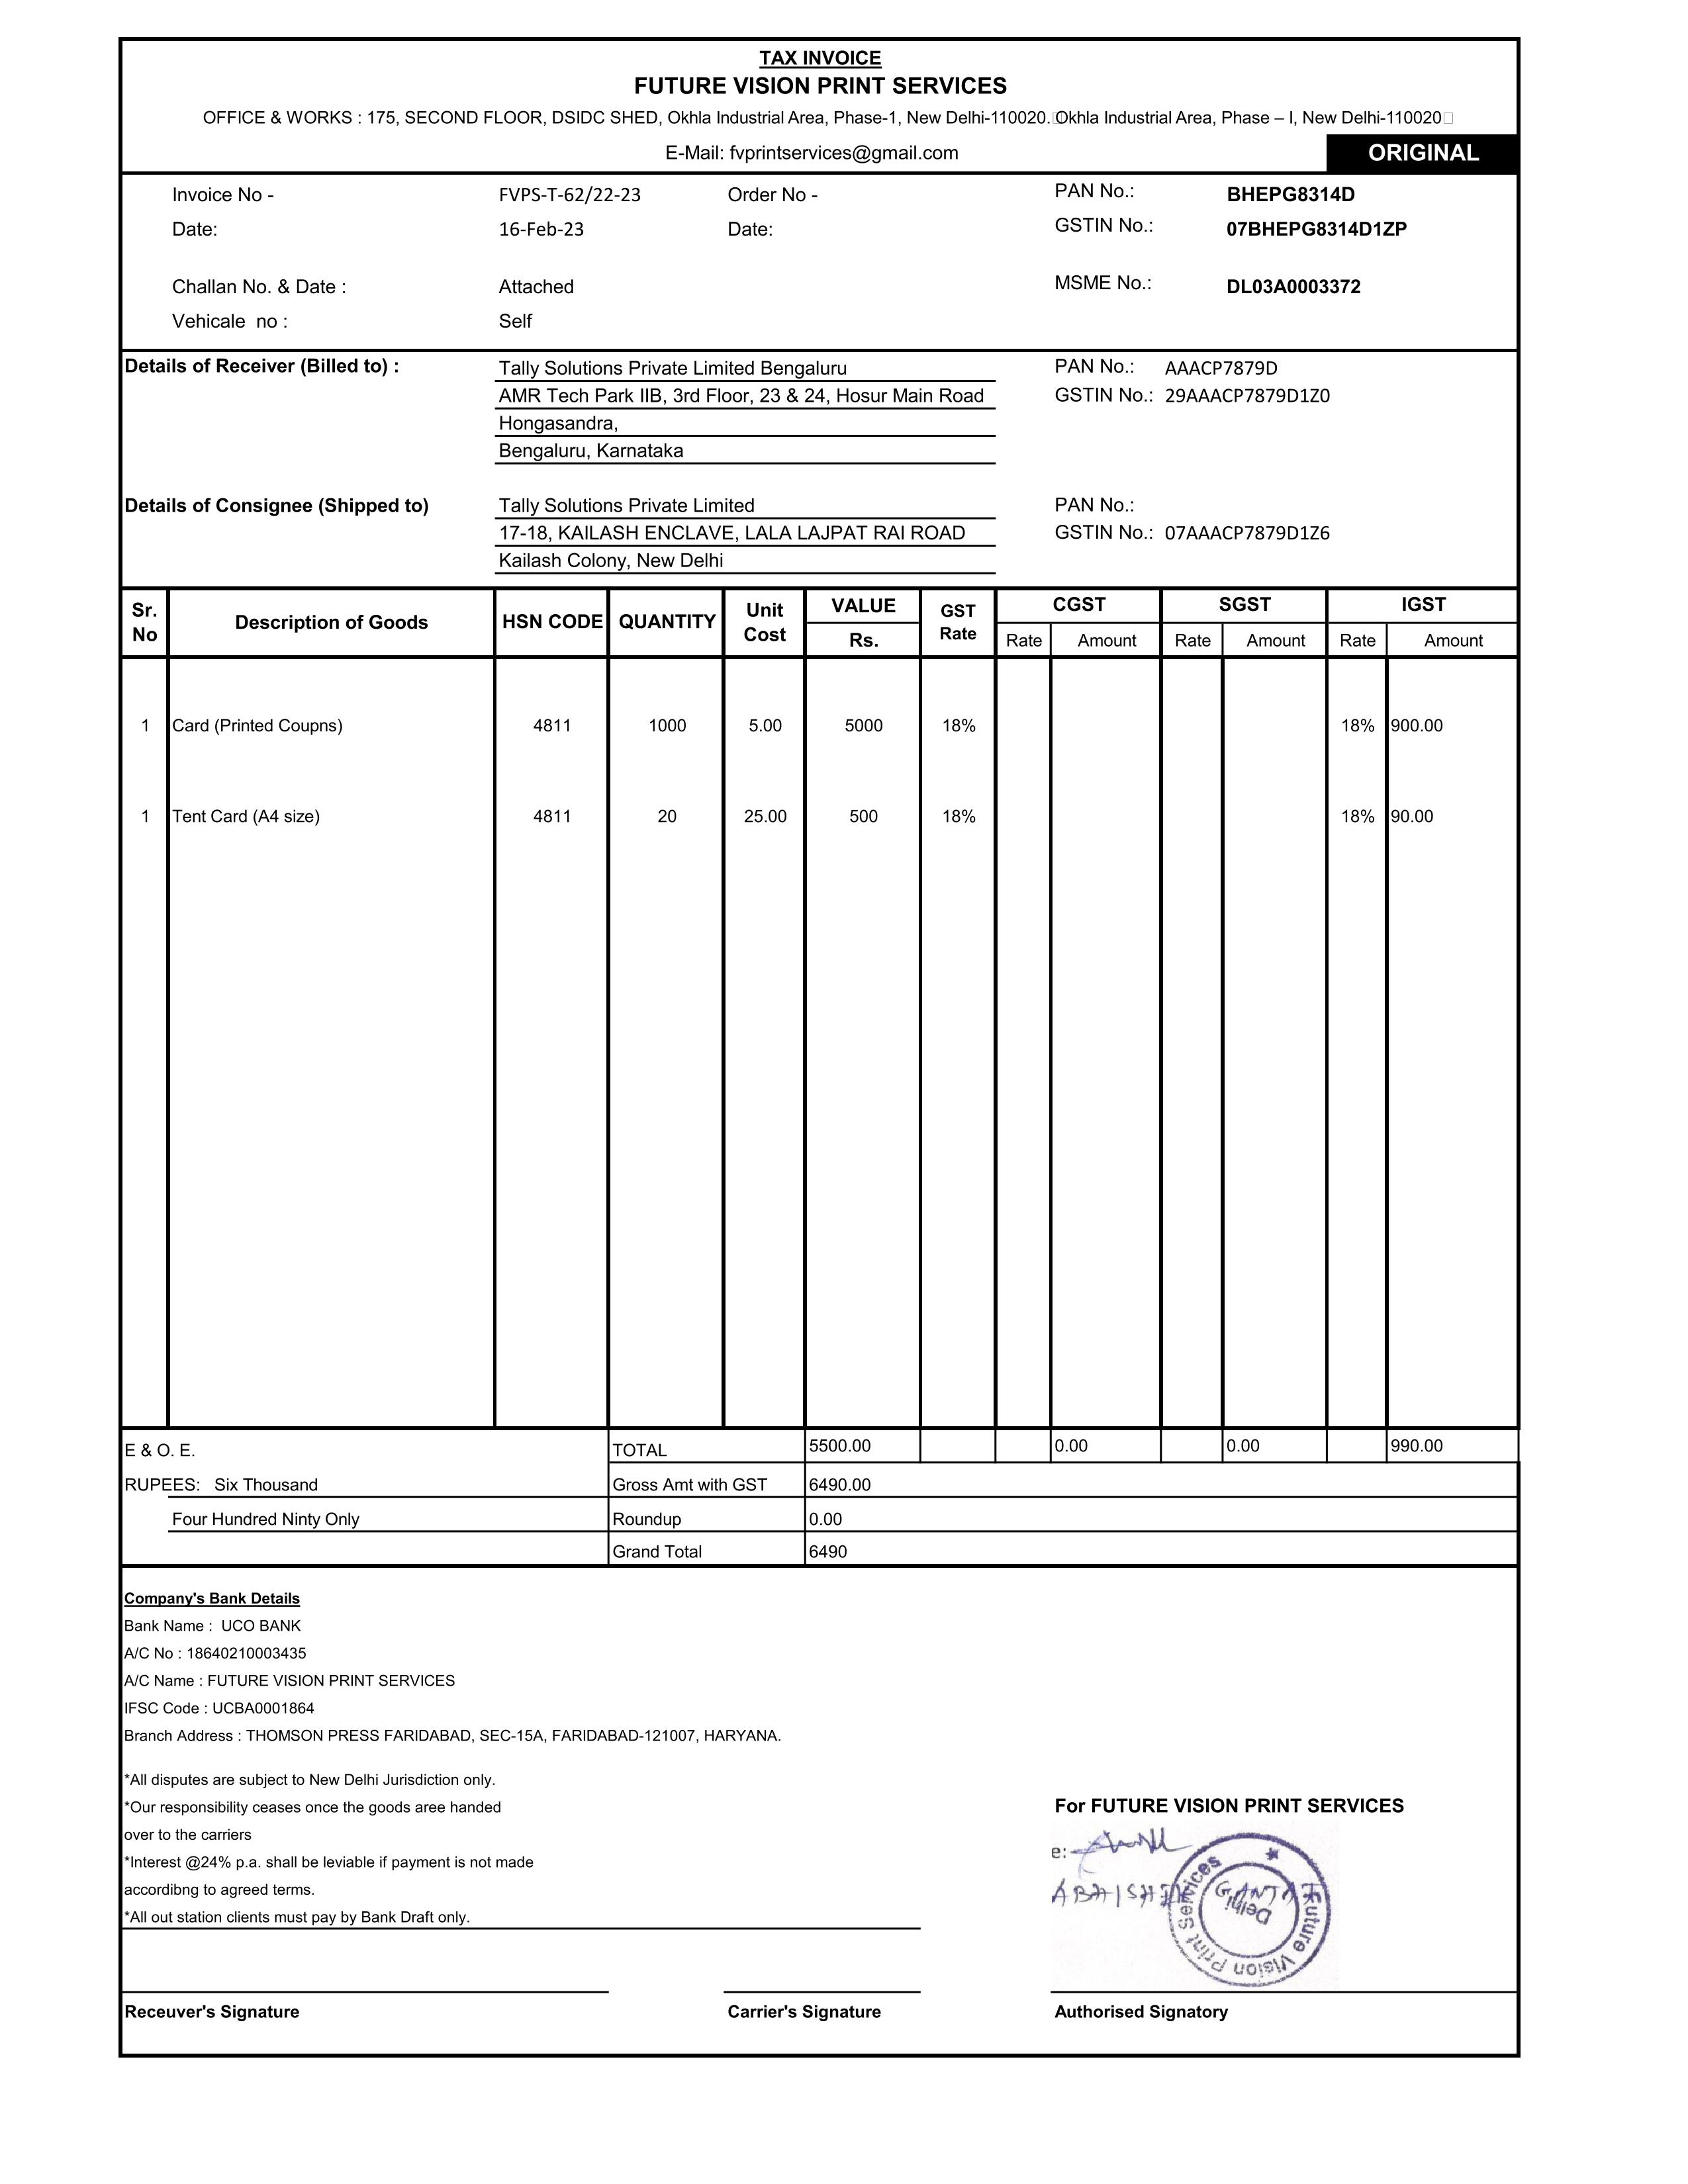 TAX INVOICE
FUTURE VISION PRINT SERVICES
OFFICE & WORKS : 175, SECOND FLOOR, DSIDC SHED, Okhla Industrial Area, Phase-1, New Delhi-110020. Okhla Industrial Area, Phase – I, New Delhi-110020
E-Mail: fvprintservices@gmail.com
ORIGINAL
Invoice No - FVPS-T-62/22-23 Order No - PAN No.: BHEPG8314D
Date: 16-Feb-23 Date: GSTIN No.: 07BHEPG8314D1ZP
Challan No. & Date : Attached MSME No.: DL03A0003372
Vehicale no : Self
Details of Receiver (Billed to) : Tally Solutions Private Limited Bengaluru PAN No.: AAACP7879D
AMR Tech Park IIB, 3rd Floor, 23 & 24, Hosur Main Road GSTIN No.: 29AAACP7879D1Z0
Hongasandra,
Bengaluru, Karnataka
Details of Consignee (Shipped to) Tally Solutions Private Limited PAN No.:
17-18, KAILASH ENCLAVE, LALA LAJPAT RAI ROAD GSTIN No.: 07AAACP7879D1Z6
Kailash Colony, New Delhi
Sr. No Description of Goods HSN CODE QUANTITY Unit Cost VALUE Rs. GST Rate CGST SGST IGST
Rate Amount Rate Amount Rate Amount
1 Card (Printed Coupns) 4811 1000 5.00 5000 18% 18% 900.00
1 Tent Card (A4 size) 4811 20 25.00 500 18% 18% 90.00
E & O. E. TOTAL 5500.00 0.00 0.00 990.00
RUPEES: Six Thousand Gross Amt with GST 6490.00
Four Hundred Ninty Only Roundup 0.00
Grand Total 6490
Company's Bank Details
Bank Name : UCO BANK
A/C No : 18640210003435
A/C Name : FUTURE VISION PRINT SERVICES
IFSC Code : UCBA0001864
Branch Address : THOMSON PRESS FARIDABAD, SEC-15A, FARIDABAD-121007, HARYANA.
*All disputes are subject to New Delhi Jurisdiction only.
*Our responsibility ceases once the goods aree handed
over to the carriers
*Interest @24% p.a. shall be leviable if payment is not made
accordibng to agreed terms.
*All out station clients must pay by Bank Draft only.
For FUTURE VISION PRINT SERVICES
e:
Future Vision Print Services
Delhi
Receuver's Signature Carrier's Signature Authorised Signatory